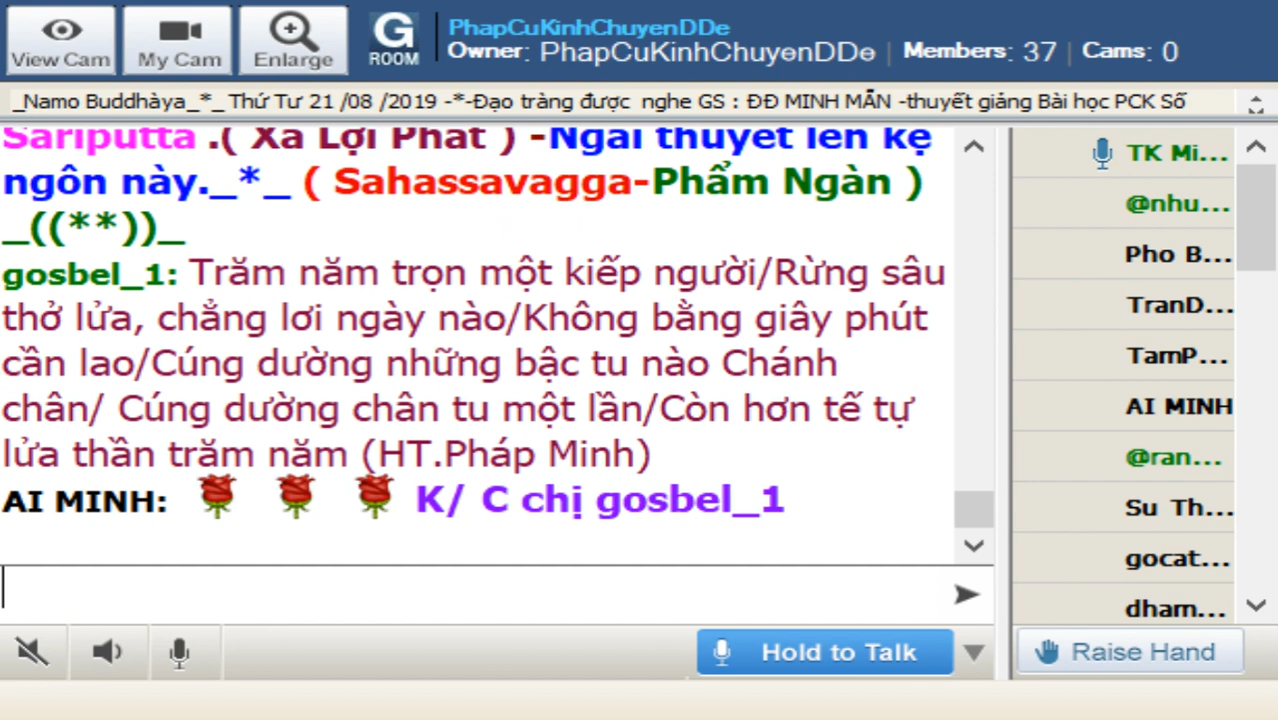 View Cam
My Cam
Enlarge
G
ROOM
PhapCuKinhChuyenDDe
Owner: PhapCuKinhChuyenDDe | Members: 37 | Cams: 0
_Namo Buddhàya_*_ Thứ Tư 21 /08 /2019 -*-Đạo tràng được nghe GS : ĐĐ MINH MẪN -thuyết giảng Bài học PCK Số
Sariputta .( Xá Lợi Phất ) -Ngài thuyết lên kệ
ngôn này._*_ ( Sahassavagga-Phẩm Ngàn )
_((**))_
gosbel_1: Trăm năm trọn một kiếp người/Rừng sâu
thở lửa, chẳng lơi ngày nào/Không bằng giây phút
cần lao/Cúng dường những bậc tu nào Chánh
chân/ Cúng dường chân tu một lần/Còn hơn tế tự
lửa thần trăm năm (HT.Pháp Minh)
AI MINH: K/ C chị gosbel_1
TK Mi...
@nhu...
Pho B...
TranD...
TamP...
AI MINH
@ran...
Su Th...
gocat...
dham...
Hold to Talk
Raise Hand